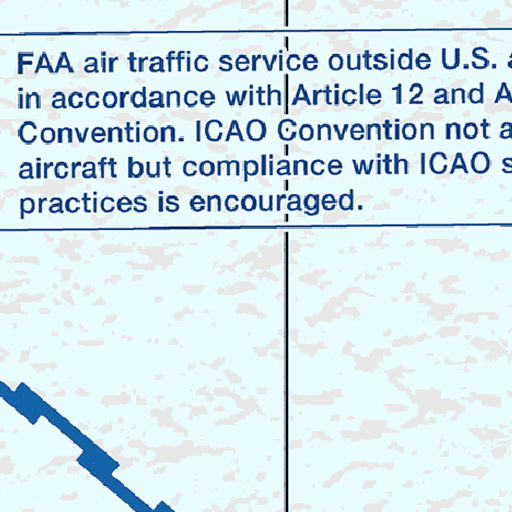 FAA air traffic service outside U.S.
in accordance with Article 12 and A
Convention. ICAO Convention not a
aircraft but compliance with ICAO s
practices is encouraged.